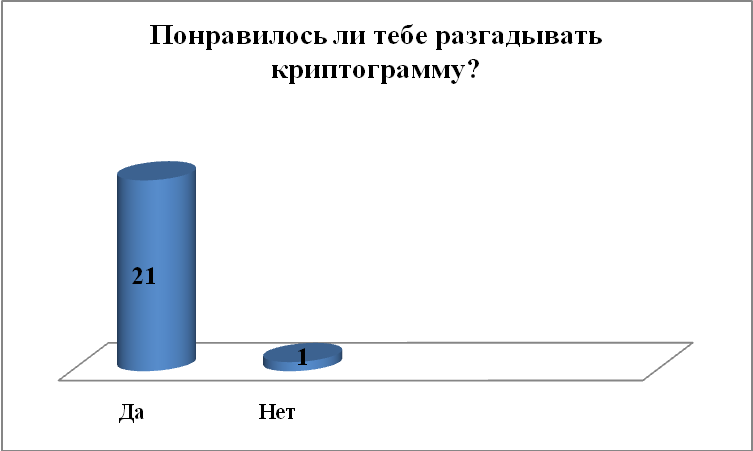 Понравилось ли тебе разгадывать
криптограмму?
21
1
Да
Нет